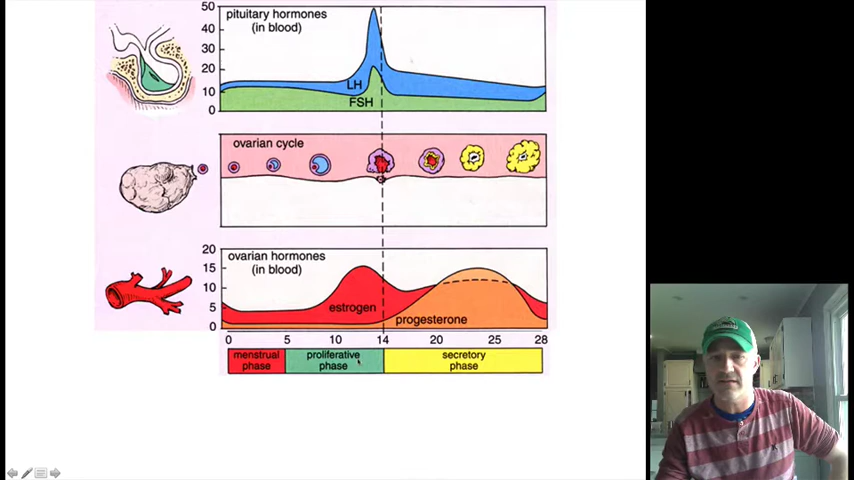 pituitary hormones
(in blood)
50
40
30
20
10
0
LH
FSH
ovarian cycle
ovarian hormones
(in blood)
20
15
10
5
0
estrogen
progesterone
0 5 10 14 20 25 28
menstrual
phase
proliferative
phase
secretory
phase